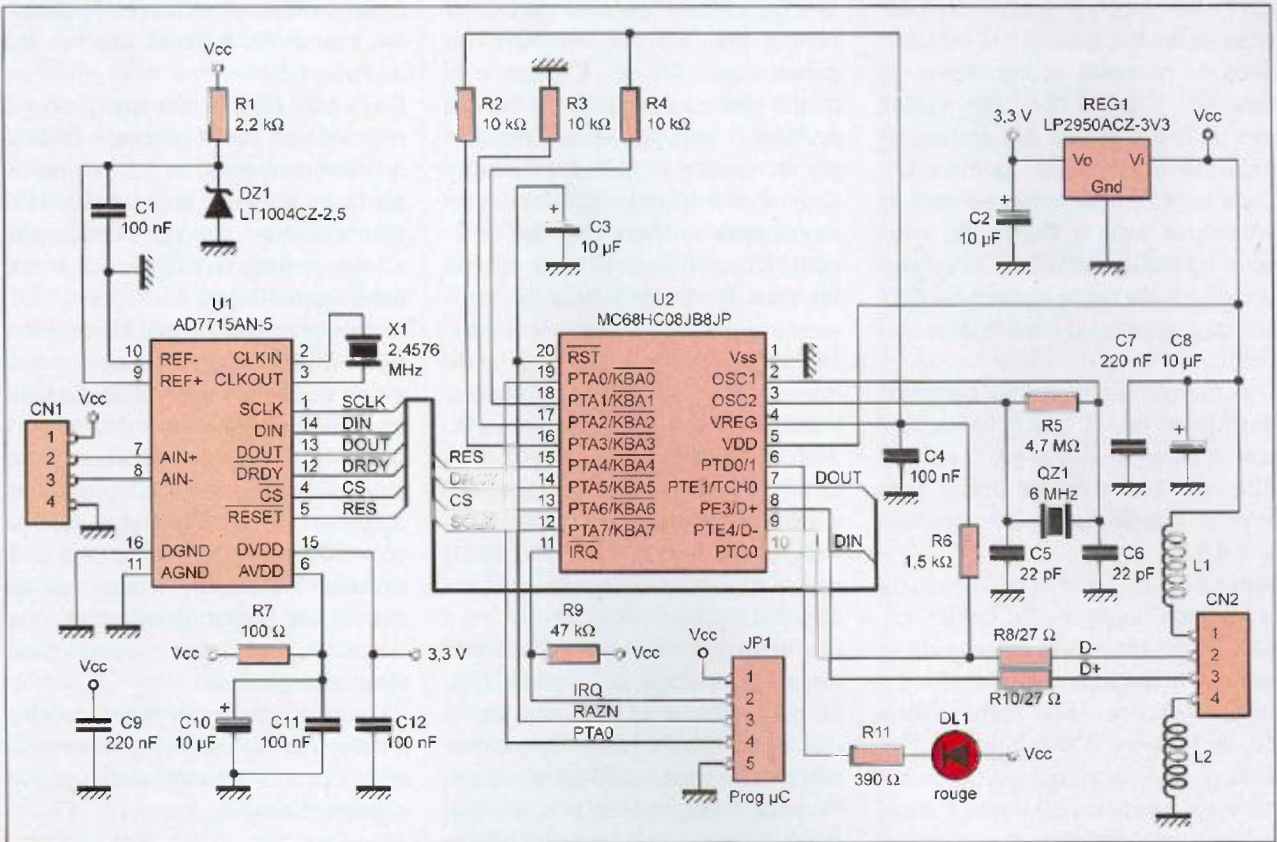 Vcc
R1
2,2 kΩ
C1
100 nF
DZ1
LT1004CZ-2,5
R2
10 kΩ
R3
10 kΩ
R4
10 kΩ
C3
10 µF
+
3,3 V
REG1
LP2950ACZ-3V3
Vcc
Vo
Vi
Gnd
C2
10 µF
+
U1
AD7715AN-5
10
REF-
9
REF+
7
AIN+
8
AIN-
16
DGND
11
AGND
CLKIN
2
CLKOUT
3
SCLK
1
SCLK
DIN
14
DIN
DOUT
13
DOUT
DRDY
12
DRDY
CS
4
CS
RESET
5
RES
DVDD
15
AVDD
6
X1
2.4576
MHz
CN1
Vcc
1
2
3
4
U2
MC68HC08JB8JP
20
RST
19
PTA0/KBA0
18
PTA1/KBA1
17
PTA2/KBA2
16
PTA3/KBA3
15
PTA4/KBA4
14
PTA5/KBA5
13
PTA6/KBA6
12
PTA7/KBA7
11
IRQ
Vss
OSC1
2
OSC2
3
VREG
4
VDD
5
PTD0/1
6
PTE1/TCH0
7
PE3/D+
8
PTE4/D-
9
PTC0
10
RES
CS
SCLK
DOUT
DIN
C4
100 nF
R5
4,7 MΩ
QZ1
6 MHz
C5
22 pF
C6
22 pF
C7
220 nF
C8
10 µF
+
R6
1,5 kΩ
R8/27 Ω
D-
D+
R10/27 Ω
L1
CN2
1
2
3
4
L2
R7
100 Ω
Vcc
3,3 V
Vcc
C9
220 nF
C10
10 µF
+
C11
100 nF
C12
100 nF
R9
47 kΩ
Vcc
Vcc
JP1
1
2
3
4
5
IRQ
RAZN
PTA0
Prog µC
R11
390 Ω
DL1
rouge
Vcc